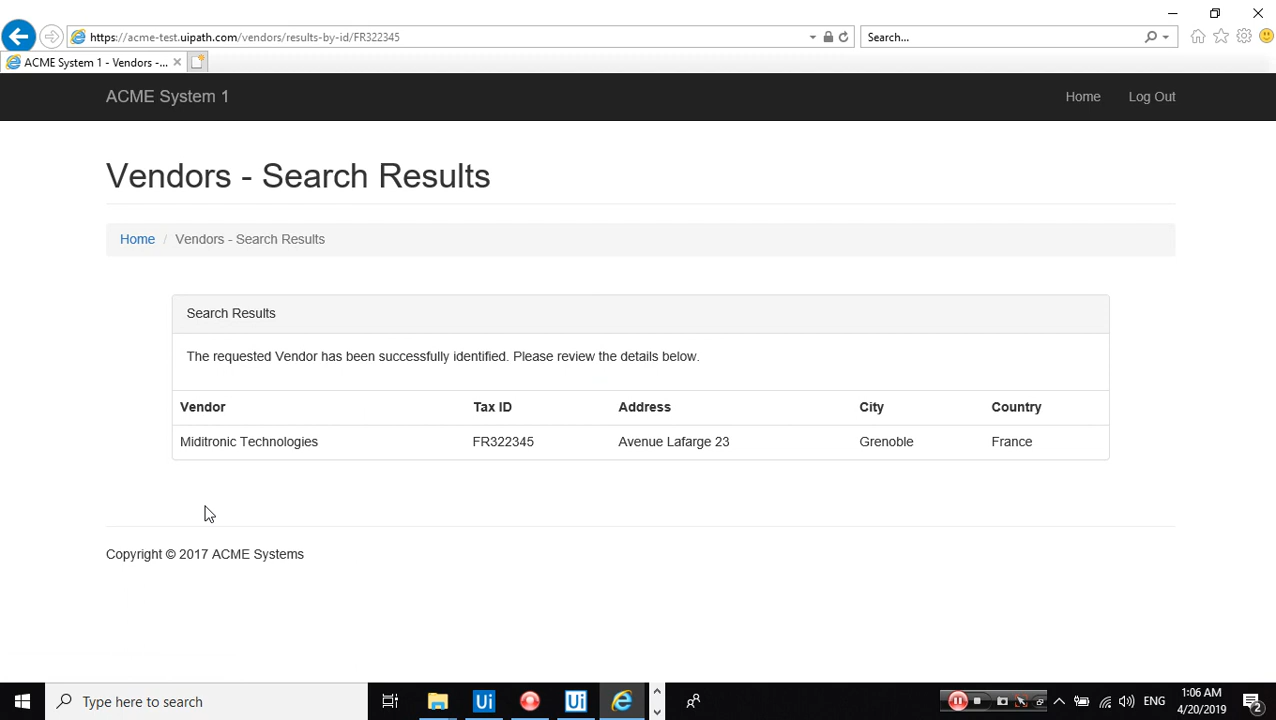 https://acme-test.uipath.com/vendors/results-by-id/FR322345
Search...
ACME System 1 - Vendors -...
ACME System 1
Home
Log Out
Vendors - Search Results
Home / Vendors - Search Results
Search Results
The requested Vendor has been successfully identified. Please review the details below.
Vendor Tax ID Address City Country
Miditronic Technologies FR322345 Avenue Lafarge 23 Grenoble France
Copyright © 2017 ACME Systems
Type here to search
Ui
Ui
ENG
1:06 AM
4/20/2019
2